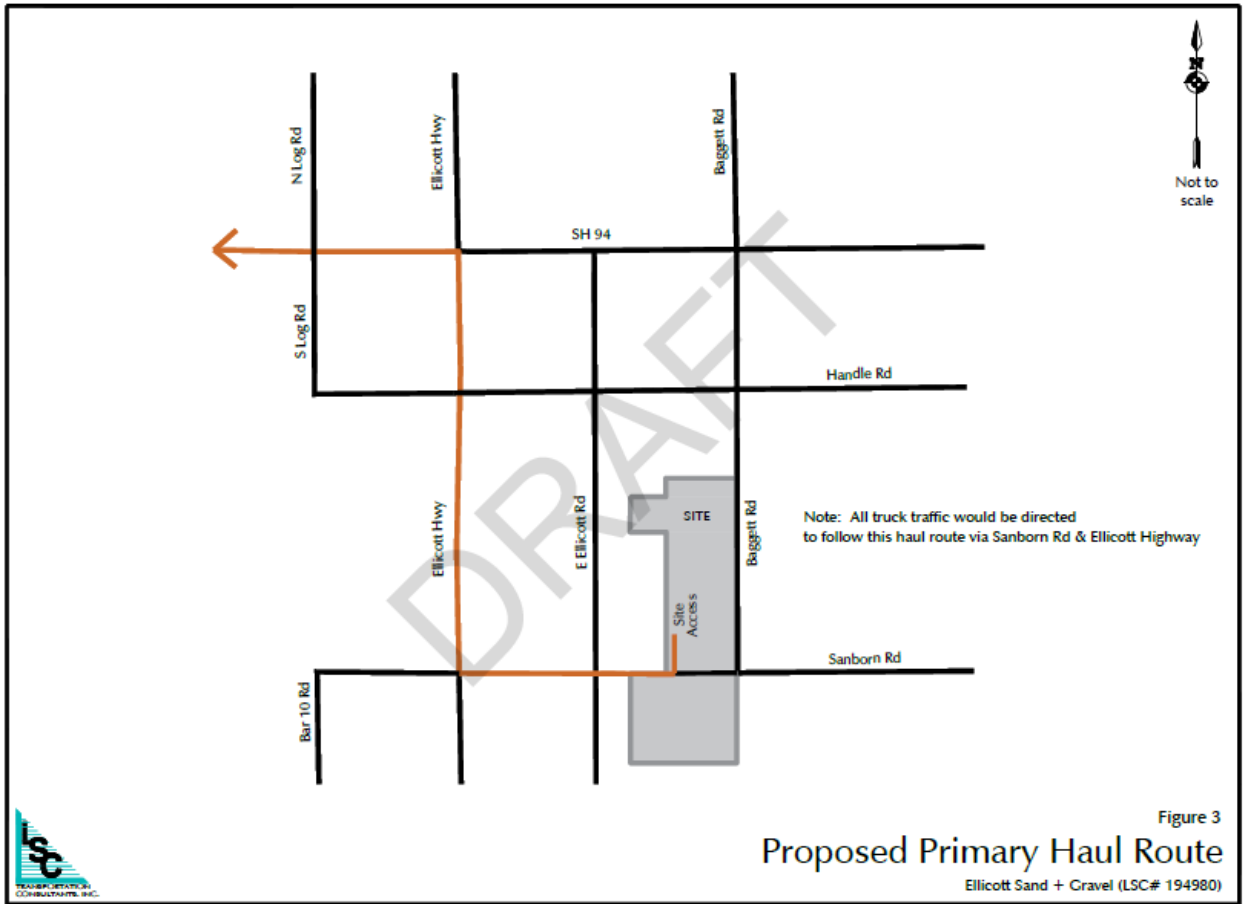 N
Not to
scale
N Log Rd
Ellicott Hwy
Baggett Rd
SH 94
S Log Rd
Handle Rd
DRAFT
Ellicott Hwy
E Ellicott Rd
SITE
Baggett Rd
Note: All truck traffic would be directed
to follow this haul route via Sanborn Rd & Ellicott Highway
Site
Access
Sanborn Rd
Bar 10 Rd
Figure 3
Proposed Primary Haul Route
Ellicott Sand + Gravel (LSC# 194980)
LSC
TRANSPORTATION
CONSULTANTS, INC.